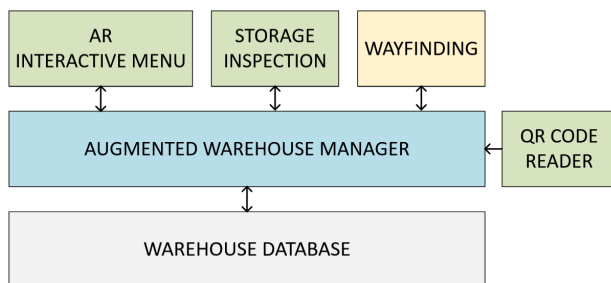 AR
INTERACTIVE MENU
STORAGE
INSPECTION
WAYFINDING
AUGMENTED WAREHOUSE MANAGER
QR CODE
READER
WAREHOUSE DATABASE